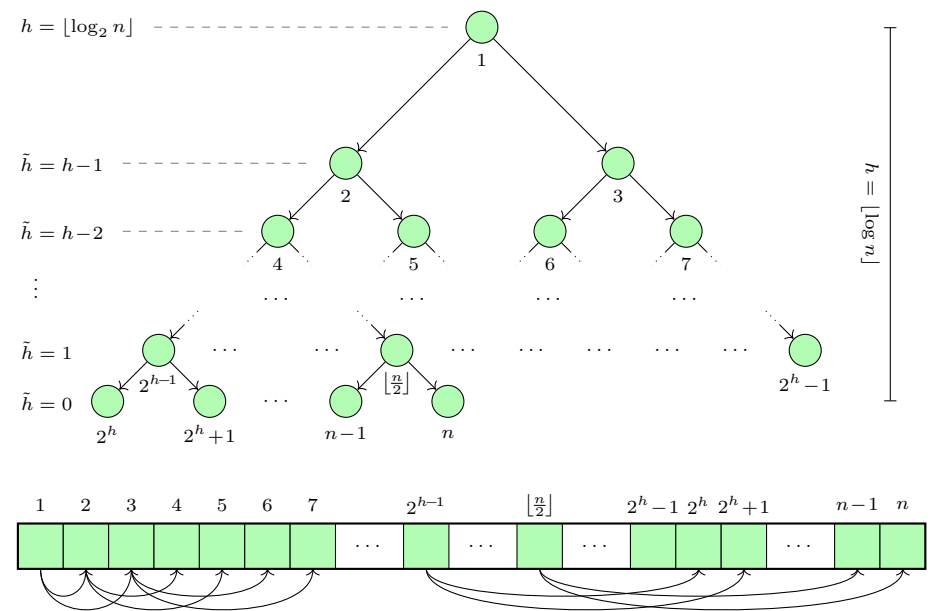 h = ⌊log₂ n⌋
1
h̃ = h−1
2 3
h̃ = h−2
4 5 6 7
h = ⌊log n⌋
⋮
··· ··· ··· ···
h̃ = 1 ··· ··· ··· ··· ··· ··· ···
2^{h−1} ⌊n/2⌋ 2^h−1
h̃ = 0 ···
2^h 2^h+1 n−1 n
1 2 3 4 5 6 7 2^{h−1} ⌊n/2⌋ 2^h−1 2^h 2^h+1 n−1 n
··· ··· ··· ···